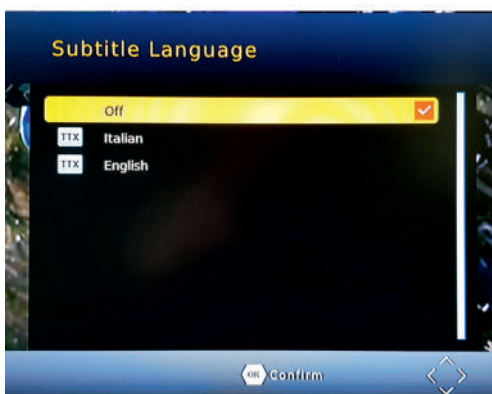 Subtitle Language
Off
TTX Italian
TTX English
OK Confirm